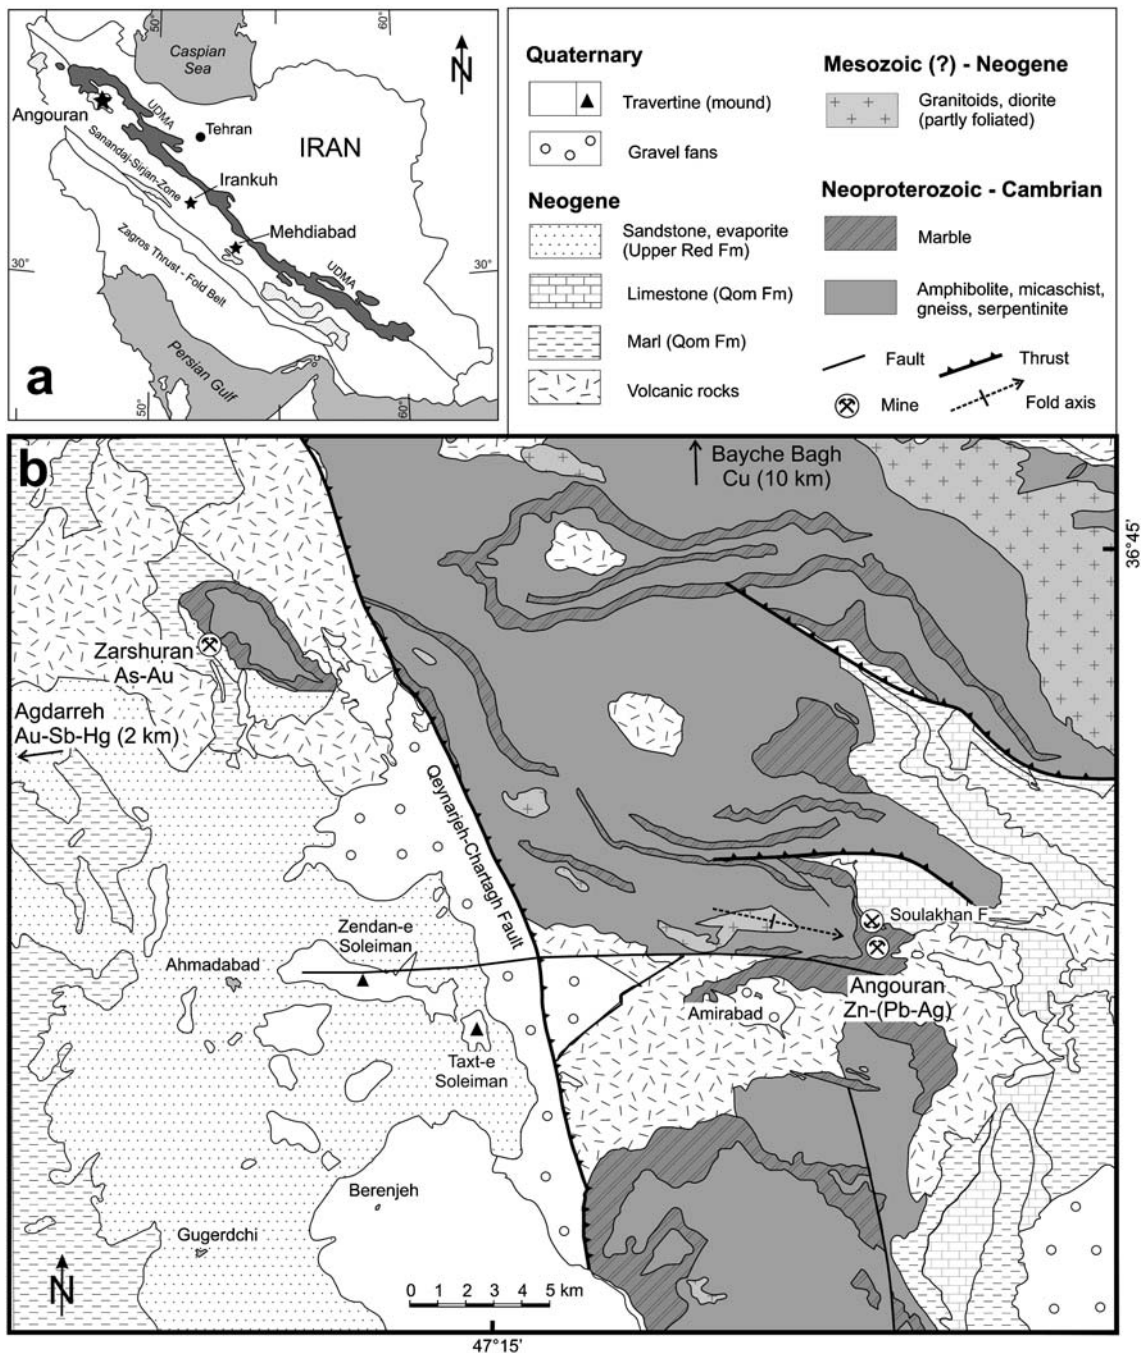 50°
60°
Caspian
Sea
N
Angouran
UDMA
Tehran
IRAN
Sanandaj-Sirjan-Zone
Irankuh
Mehdiabad
Zagros Thrust - Fold Belt
UDMA
30°
30°
a
Persian Gulf
50°
60°
Quaternary
Travertine (mound)
Gravel fans
Neogene
Sandstone, evaporite
(Upper Red Fm)
Limestone (Qom Fm)
Marl (Qom Fm)
Volcanic rocks
Mesozoic (?) - Neogene
Granitoids, diorite
(partly foliated)
Neoproterozoic - Cambrian
Marble
Amphibolite, micaschist,
gneiss, serpentinite
Fault
Thrust
Mine
Fold axis
b
Bayche Bagh
Cu (10 km)
36°45'
Zarshuran
As-Au
Agdarreh
Au-Sb-Hg (2 km)
Qeynarjeh-Chartagh Fault
Soulakhan F
Zendan-e
Soleiman
Ahmadabad
Angouran
Zn-(Pb-Ag)
Amirabad
Taxt-e
Soleiman
Berenjeh
Gugerdchi
N
0 1 2 3 4 5 km
47°15'